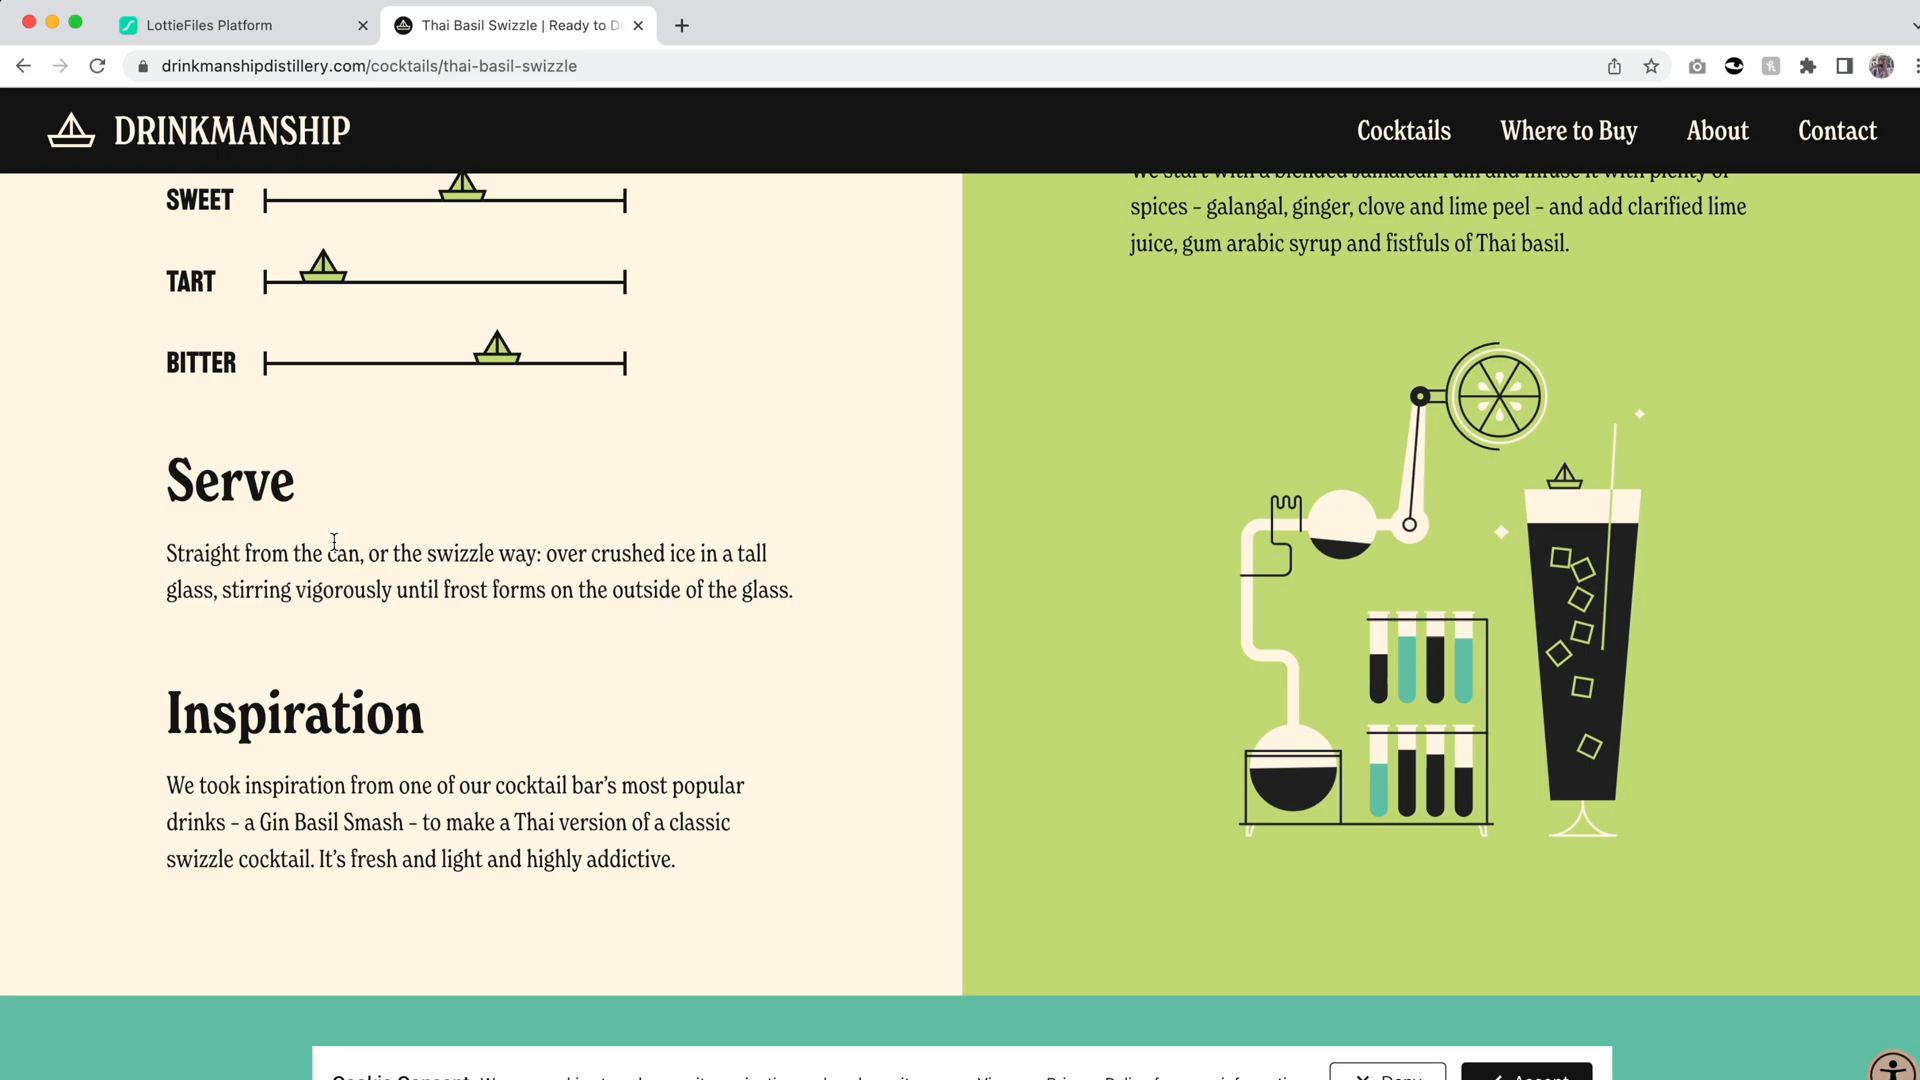 LottieFiles Platform
Thai Basil Swizzle | Ready to D
drinkmanshipdistillery.com/cocktails/thai-basil-swizzle
DRINKMANSHIP
Cocktails
Where to Buy
About
Contact
SWEET
TART
BITTER
Serve
Straight from the can, or the swizzle way: over crushed ice in a tall
glass, stirring vigorously until frost forms on the outside of the glass.
Inspiration
We took inspiration from one of our cocktail bar’s most popular
drinks - a Gin Basil Smash - to make a Thai version of a classic
swizzle cocktail. It’s fresh and light and highly addictive.
We start with a blended Jamaican rum and infuse it with plenty of
spices - galangal, ginger, clove and lime peel - and add clarified lime
juice, gum arabic syrup and fistfuls of Thai basil.
Cookie Consent
Deny
Accept